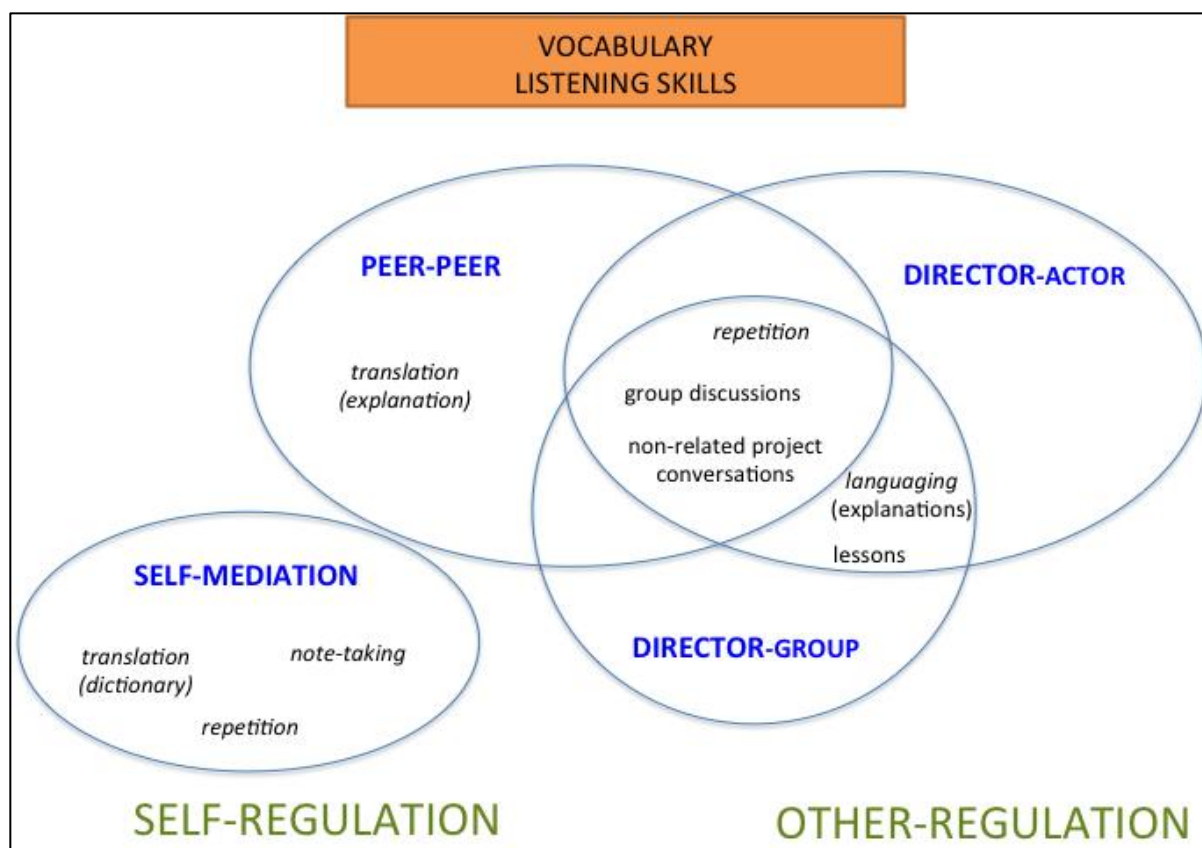 VOCABULARY
LISTENING SKILLS
PEER-PEER
DIRECTOR-ACTOR
repetition
translation
(explanation)
group discussions
non-related project
conversations
languaging
(explanations)
lessons
SELF-MEDIATION
DIRECTOR-GROUP
translation
(dictionary)
note-taking
repetition
SELF-REGULATION
OTHER-REGULATION